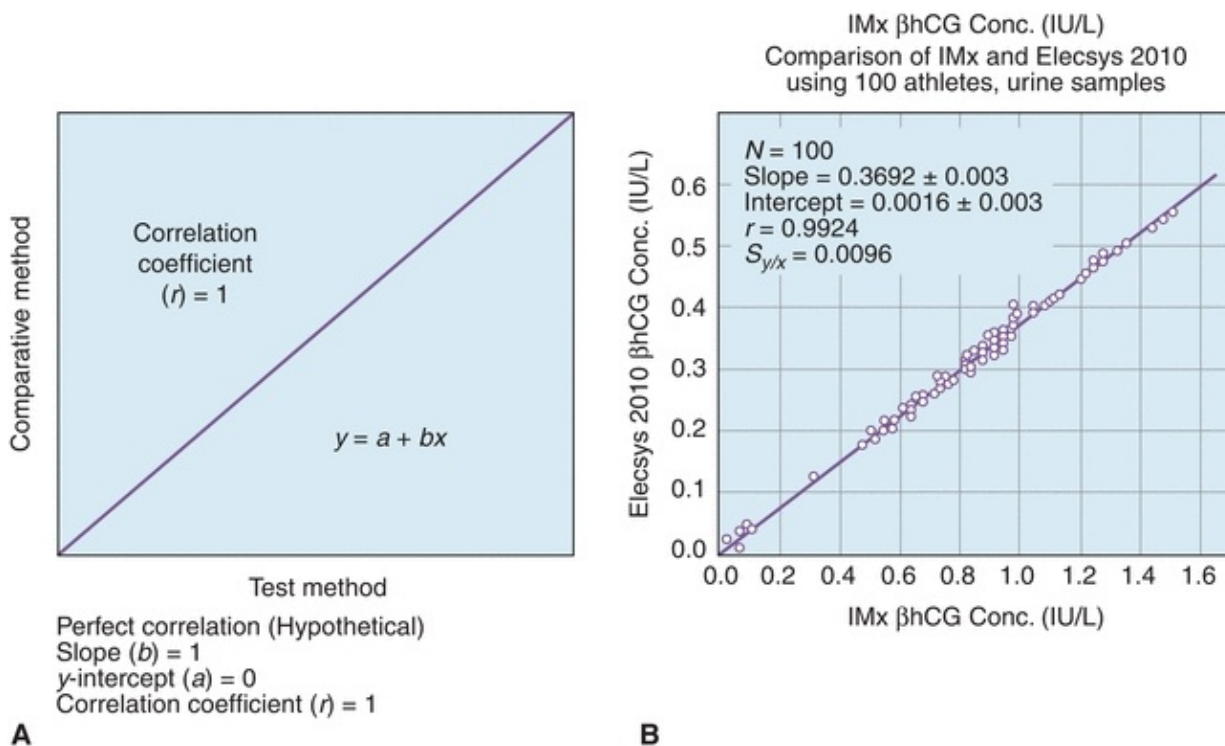 Comparative method
Correlation
coefficient
(r) = 1
y = a + bx
Test method
Perfect correlation (Hypothetical)
Slope (b) = 1
y-intercept (a) = 0
Correlation coefficient (r) = 1
A
IMx βhCG Conc. (IU/L)
Comparison of IMx and Elecsys 2010
using 100 athletes, urine samples
Elecsys 2010 βhCG Conc. (IU/L)
N = 100
Slope = 0.3692 ± 0.003
Intercept = 0.0016 ± 0.003
r = 0.9924
Sy/x = 0.0096
0.6
0.5
0.4
0.3
0.2
0.1
0.0
0.0 0.2 0.4 0.6 0.8 1.0 1.2 1.4 1.6
IMx βhCG Conc. (IU/L)
B